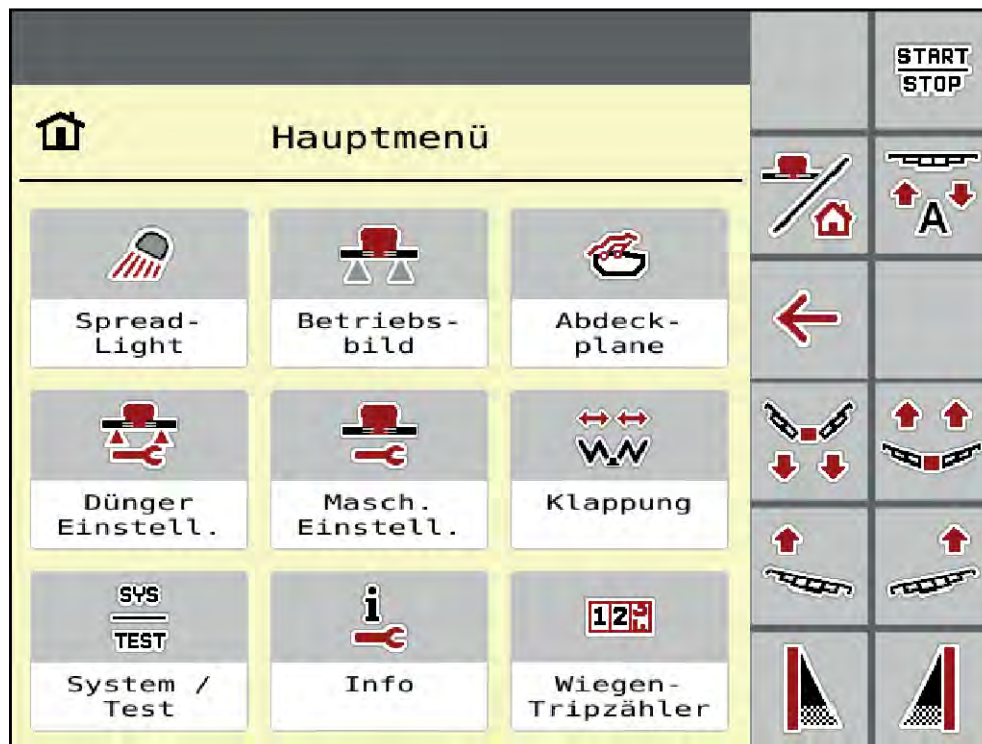 START
STOP
Hauptmenü
A
Spread-
Light
Betriebs-
bild
Abdeck-
plane
Dünger
Einstell.
Masch.
Einstell.
Klappung
SYS
TEST
System /
Test
i
Info
12
Wiegen-
Tripzähler